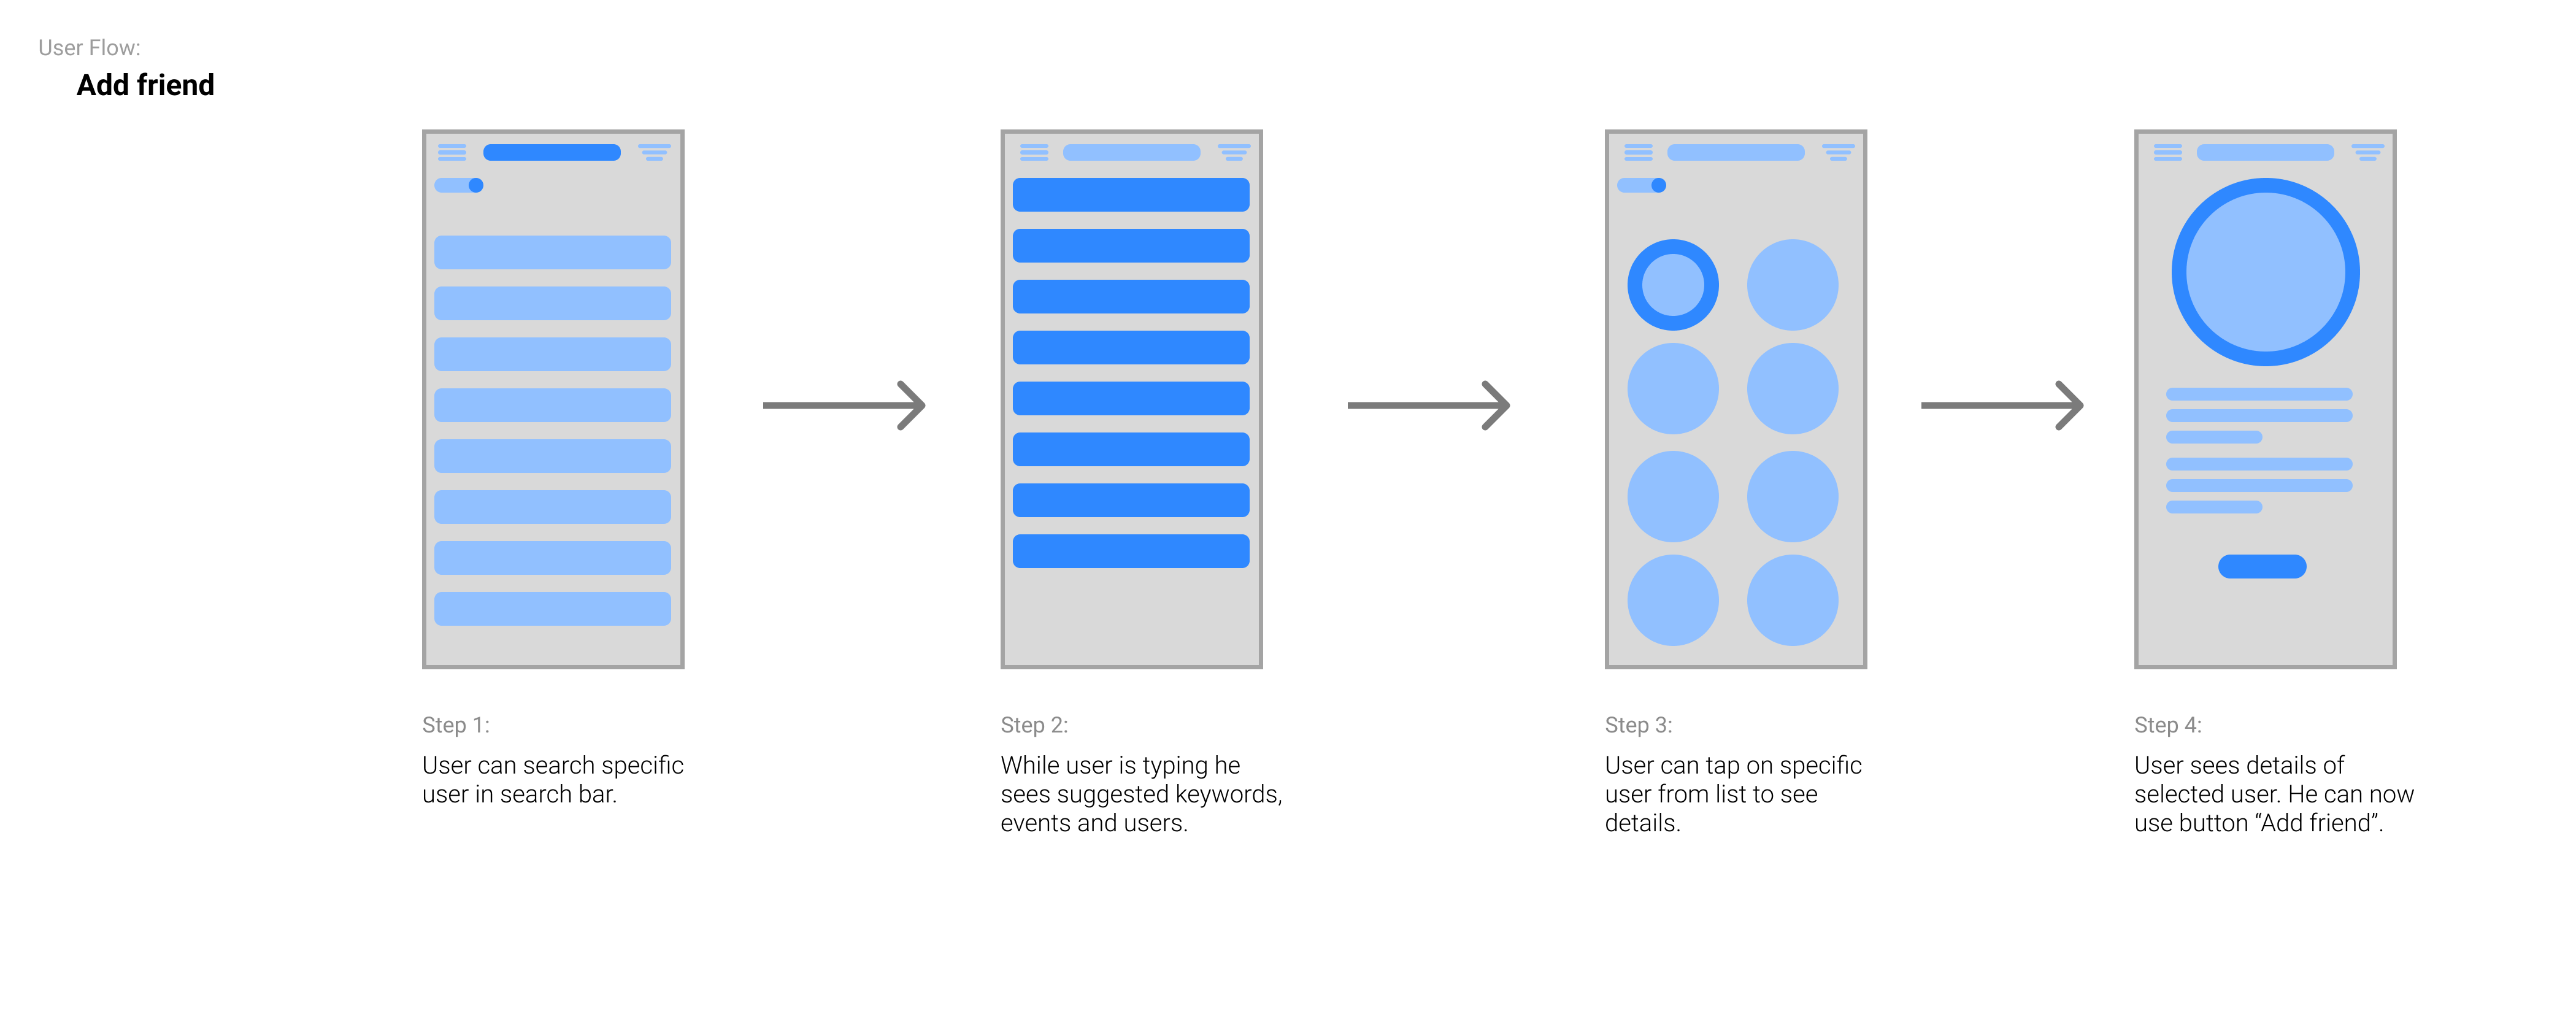 User Flow:
Add friend
Step 1:
User can search specific
user in search bar.
Step 2:
While user is typing he
sees suggested keywords,
events and users.
Step 3:
User can tap on specific
user from list to see
details.
Step 4:
User sees details of
selected user. He can now
use button “Add friend”.